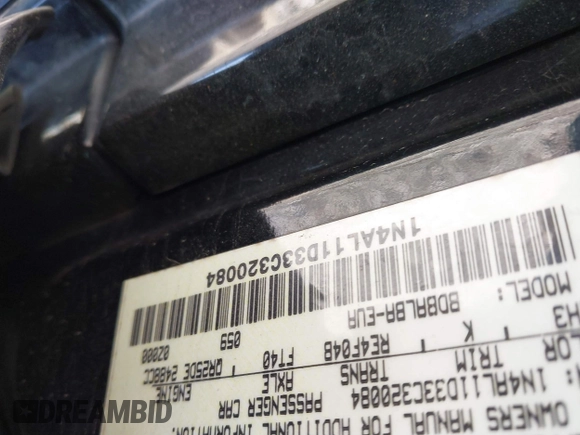 1N4AL11D33C320084
MODEL: BDBALBA-EUA
H3 K RE4F04B FT40 059 02000
LOR TRIM TRANS AXLE ENGINE
QR25DE 2488CC
N: 1N4AL11D33C320084 PASSENGER CAR
OWNERS MANUAL FOR ADDITIONAL INFORMATION.
DREAMBID